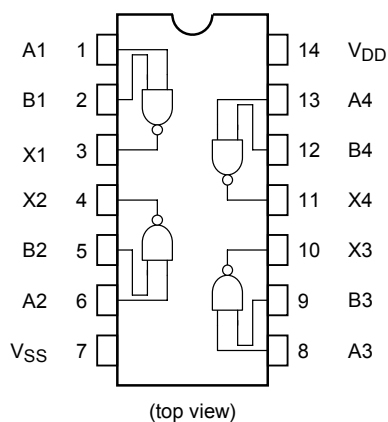 A1 1 14 VDD
B1 2 13 A4
X1 3 12 B4
X2 4 11 X4
B2 5 10 X3
A2 6 9 B3
VSS 7 8 A3
(top view)